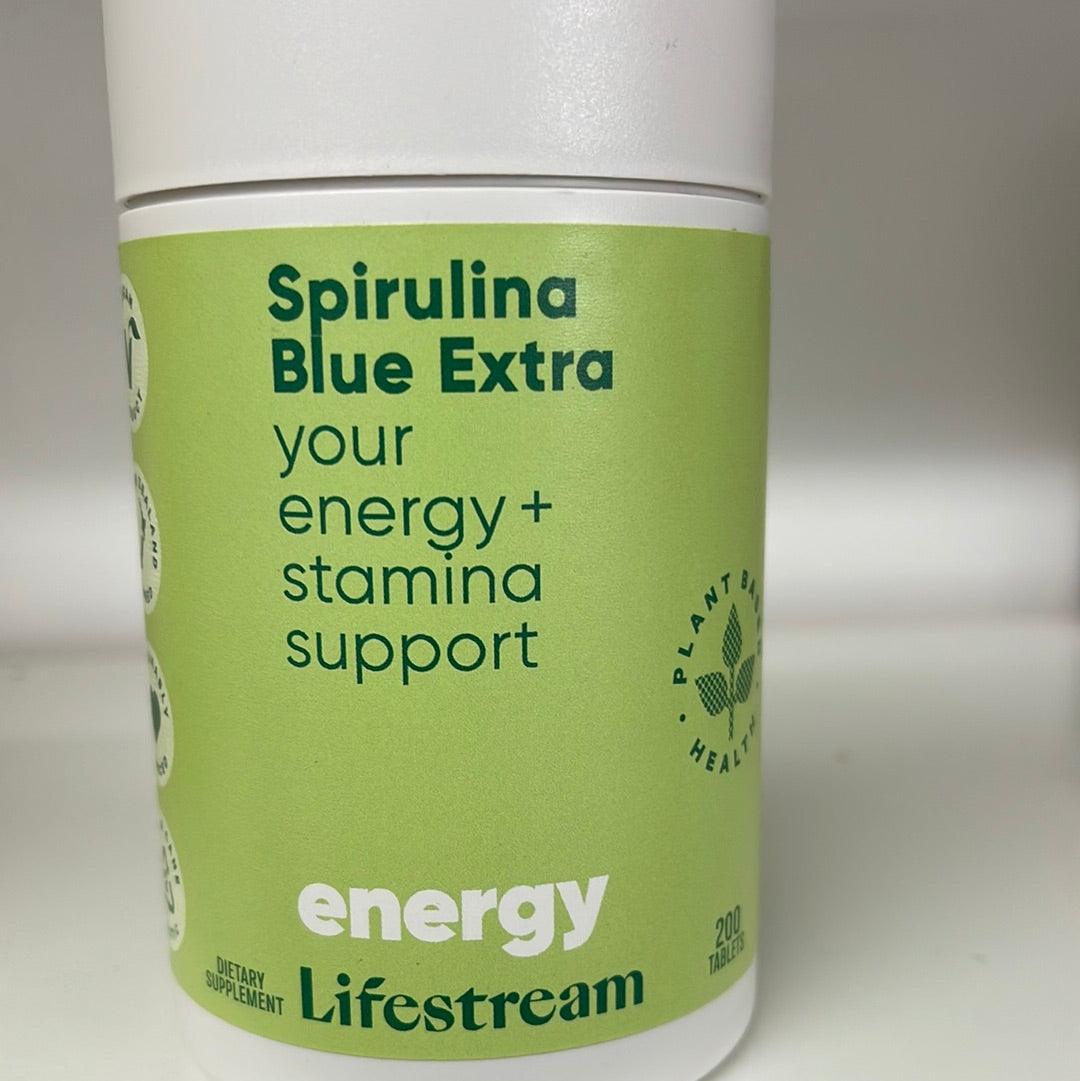 Spirulina
Blue Extra
your
energy +
stamina
support
PLANT BASED
HEALTH
energy
200
TABLETS
DIETARY
SUPPLEMENT
Lifestream